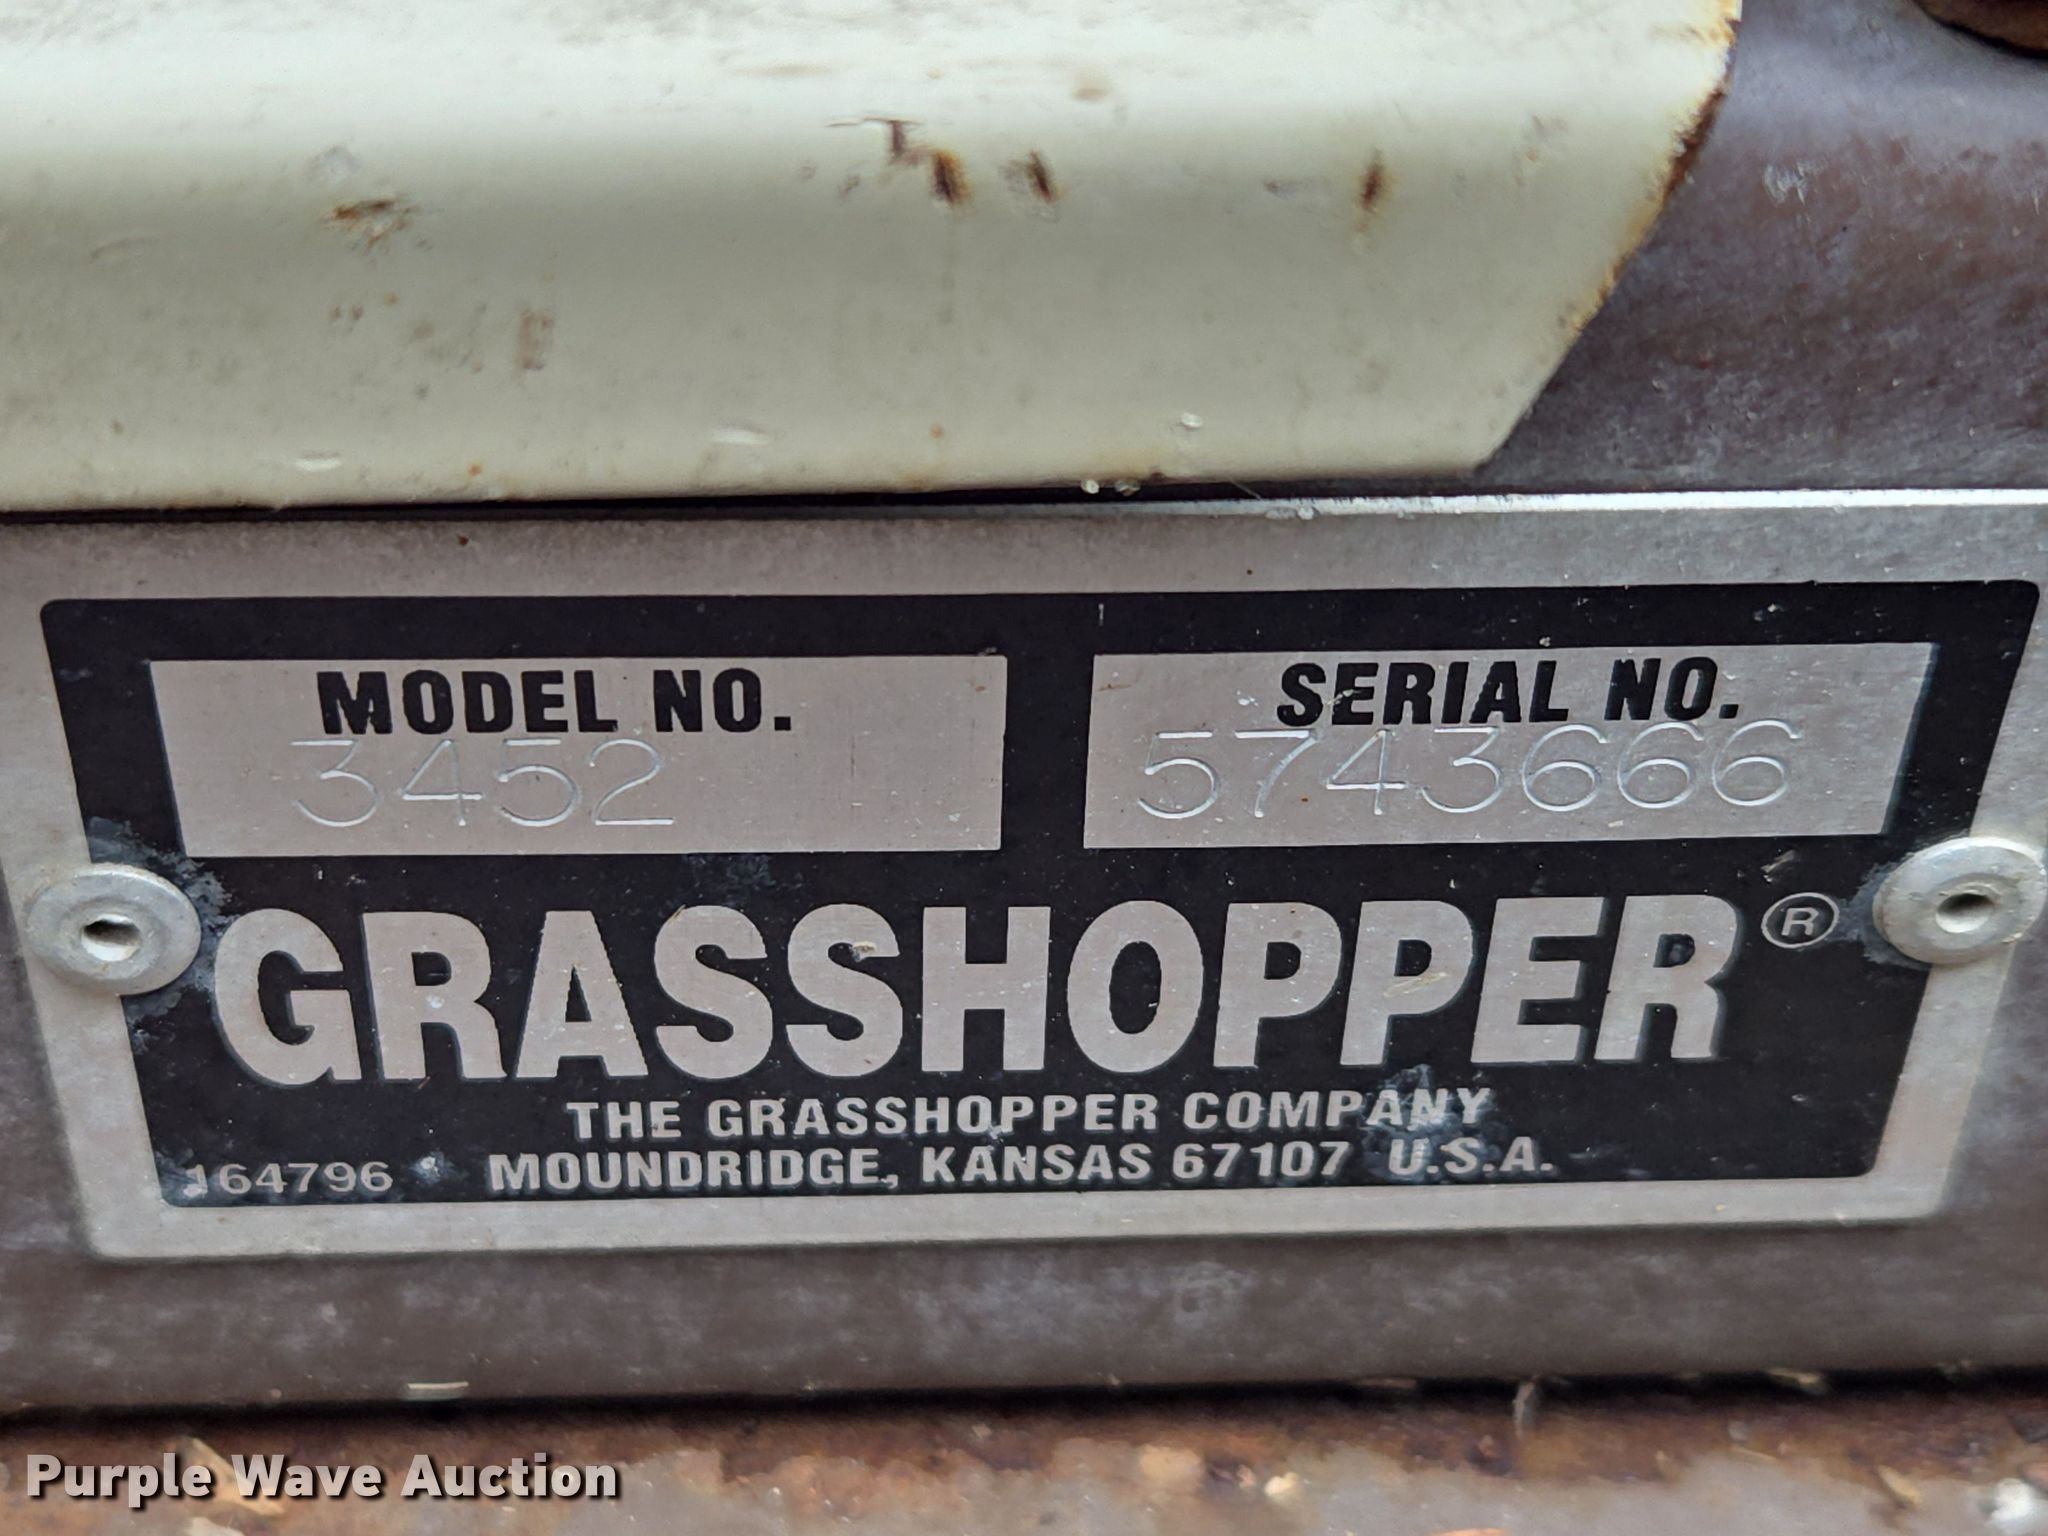 MODEL NO.
3452
SERIAL NO.
5743666
GRASSHOPPER®
THE GRASSHOPPER COMPANY
164796 MOUNDRIDGE, KANSAS 67107 U.S.A.
Purple Wave Auction